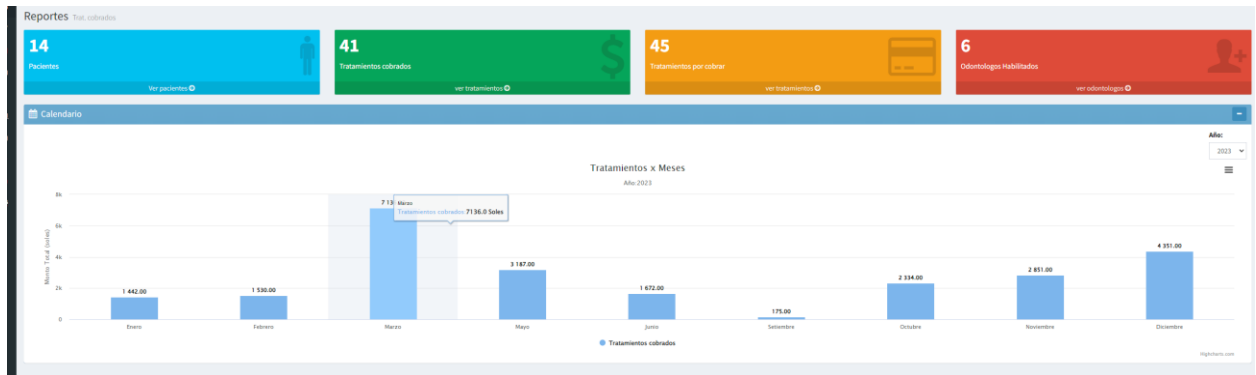 Reportes Trat. cobrados
14
Pacientes
Ver pacientes
41
Tratamientos cobrados
ver tratamientos
45
Tratamientos por cobrar
ver tratamientos
6
Odontologos Habilitados
ver odontologos
Calendario
Año:
2023
Tratamientos x Meses
Año 2023
Monto Total (soles)
8k
6k
4k
2k
0
1 442.00
1 530.00
7 13
Marzo
Tratamientos cobrados 7136.0 Soles
3 187.00
1 672.00
175.00
2 334.00
2 851.00
4 351.00
Enero
Febrero
Marzo
Mayo
Junio
Setiembre
Octubre
Noviembre
Diciembre
Tratamientos cobrados
Highcharts.com